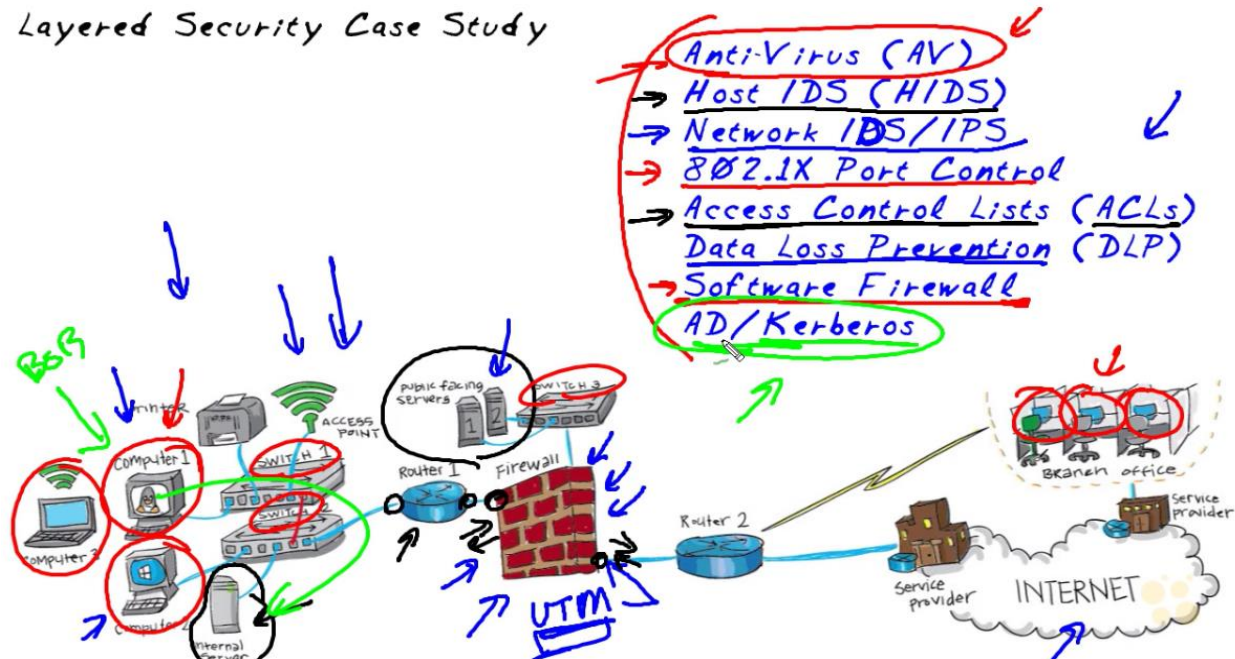 Layered Security Case Study
Anti-Virus (AV)
Host IDS (HIDS)
Network IDS/IPS
802.1X Port Control
Access Control Lists (ACLs)
Data Loss Prevention (DLP)
Software Firewall
AD/Kerberos
BoB
Public facing
servers
1
2
SWITCH 3
ACCESS
POINT
Computer 1
SWITCH 1
Router 1
Firewall
Branch office
service
provider
Router 2
Computer 3
Computer 2
Internal
Server
UTM
Service
provider
INTERNET